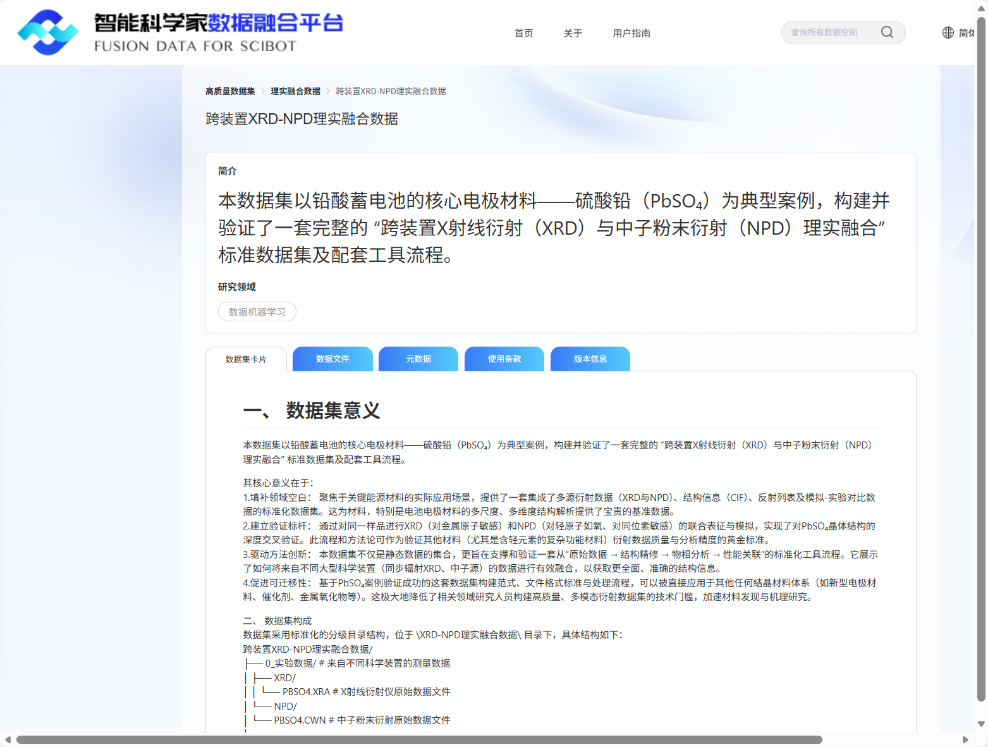 智能科学家数据融合平台
FUSION DATA FOR SCIBOT
首页 关于 用户指南 查询所有数据空间 简体
高质量数据集 > 理实融合数据 > 跨装置XRD-NPD理实融合数据
跨装置XRD-NPD理实融合数据
简介
本数据集以铅酸蓄电池的核心电极材料——硫酸铅（PbSO₄）为典型案例，构建并
验证了一套完整的 “跨装置X射线衍射（XRD）与中子粉末衍射（NPD）理实融合”
标准数据集及配套工具流程。
研究领域
数据机器学习
数据集卡片 数据文件 元数据 使用条款 版本信息
一、 数据集意义
本数据集以铅酸蓄电池的核心电极材料——硫酸铅（PbSO₄）为典型案例，构建并验证了一套完整的 “跨装置X射线衍射（XRD）与中子粉末衍射（NPD）
理实融合” 标准数据集及配套工具流程。
其核心意义在于：
1.填补领域空白： 聚焦于关键能源材料的实际应用场景，提供了一套集成了多源衍射数据（XRD与NPD）、结构信息（CIF）、反射列表及模拟-实验对比数
据的标准化数据集。这为材料，特别是电池电极材料的多尺度、多维度结构解析提供了宝贵的基准数据。
2.建立验证标杆： 通过对同一样品进行XRD（对金属原子敏感）和NPD（对轻原子如氧、对同位素敏感）的联合表征与模拟，实现了对PbSO₄晶体结构的
深度交叉验证。此流程和方法论可作为验证其他材料（尤其是含轻元素的复杂功能材料）衍射数据质量与分析精度的黄金标准。
3.驱动方法创新： 本数据集不仅是静态数据的集合，更旨在支撑和验证一套从“原始数据 → 结构精修 → 物相分析 → 性能关联”的标准化工具流程。它展示
了如何将来自不同大型科学装置（同步辐射XRD、中子源）的数据进行有效融合，以获取更全面、准确的结构信息。
4.促进可迁移性： 基于PbSO₄案例验证成功的这套数据集构建范式、文件格式标准与处理流程，可以被直接应用于其他任何结晶材料体系（如新型电极材
料、催化剂、金属氧化物等）。这极大地降低了相关领域研究人员构建高质量、多模态衍射数据集的技术门槛，加速材料发现与机理研究。
二、 数据集构成
数据集采用标准化的分级目录结构，位于 \XRD-NPD理实融合数据\ 目录下，具体结构如下：
跨装置XRD-NPD理实融合数据/
├── 0_实验数据/ # 来自不同科学装置的测量数据
│ ├── XRD/
│ │ └── PBSO4.XRA # X射线衍射仪原始数据文件
│ └── NPD/
│ └── PBSO4.CWN # 中子粉末衍射原始数据文件